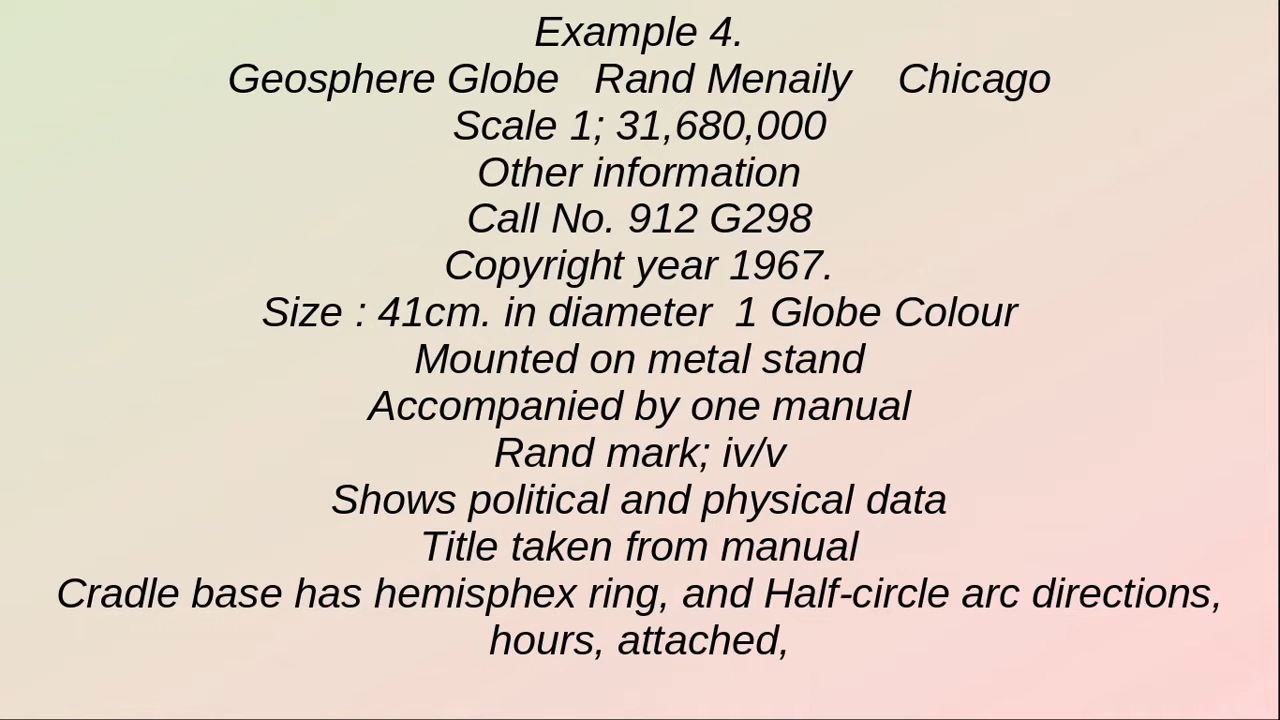 Example 4.
Geosphere Globe Rand Menaily Chicago
Scale 1; 31,680,000
Other information
Call No. 912 G298
Copyright year 1967.
Size : 41cm. in diameter 1 Globe Colour
Mounted on metal stand
Accompanied by one manual
Rand mark; iv/v
Shows political and physical data
Title taken from manual
Cradle base has hemisphex ring, and Half-circle arc directions,
hours, attached,